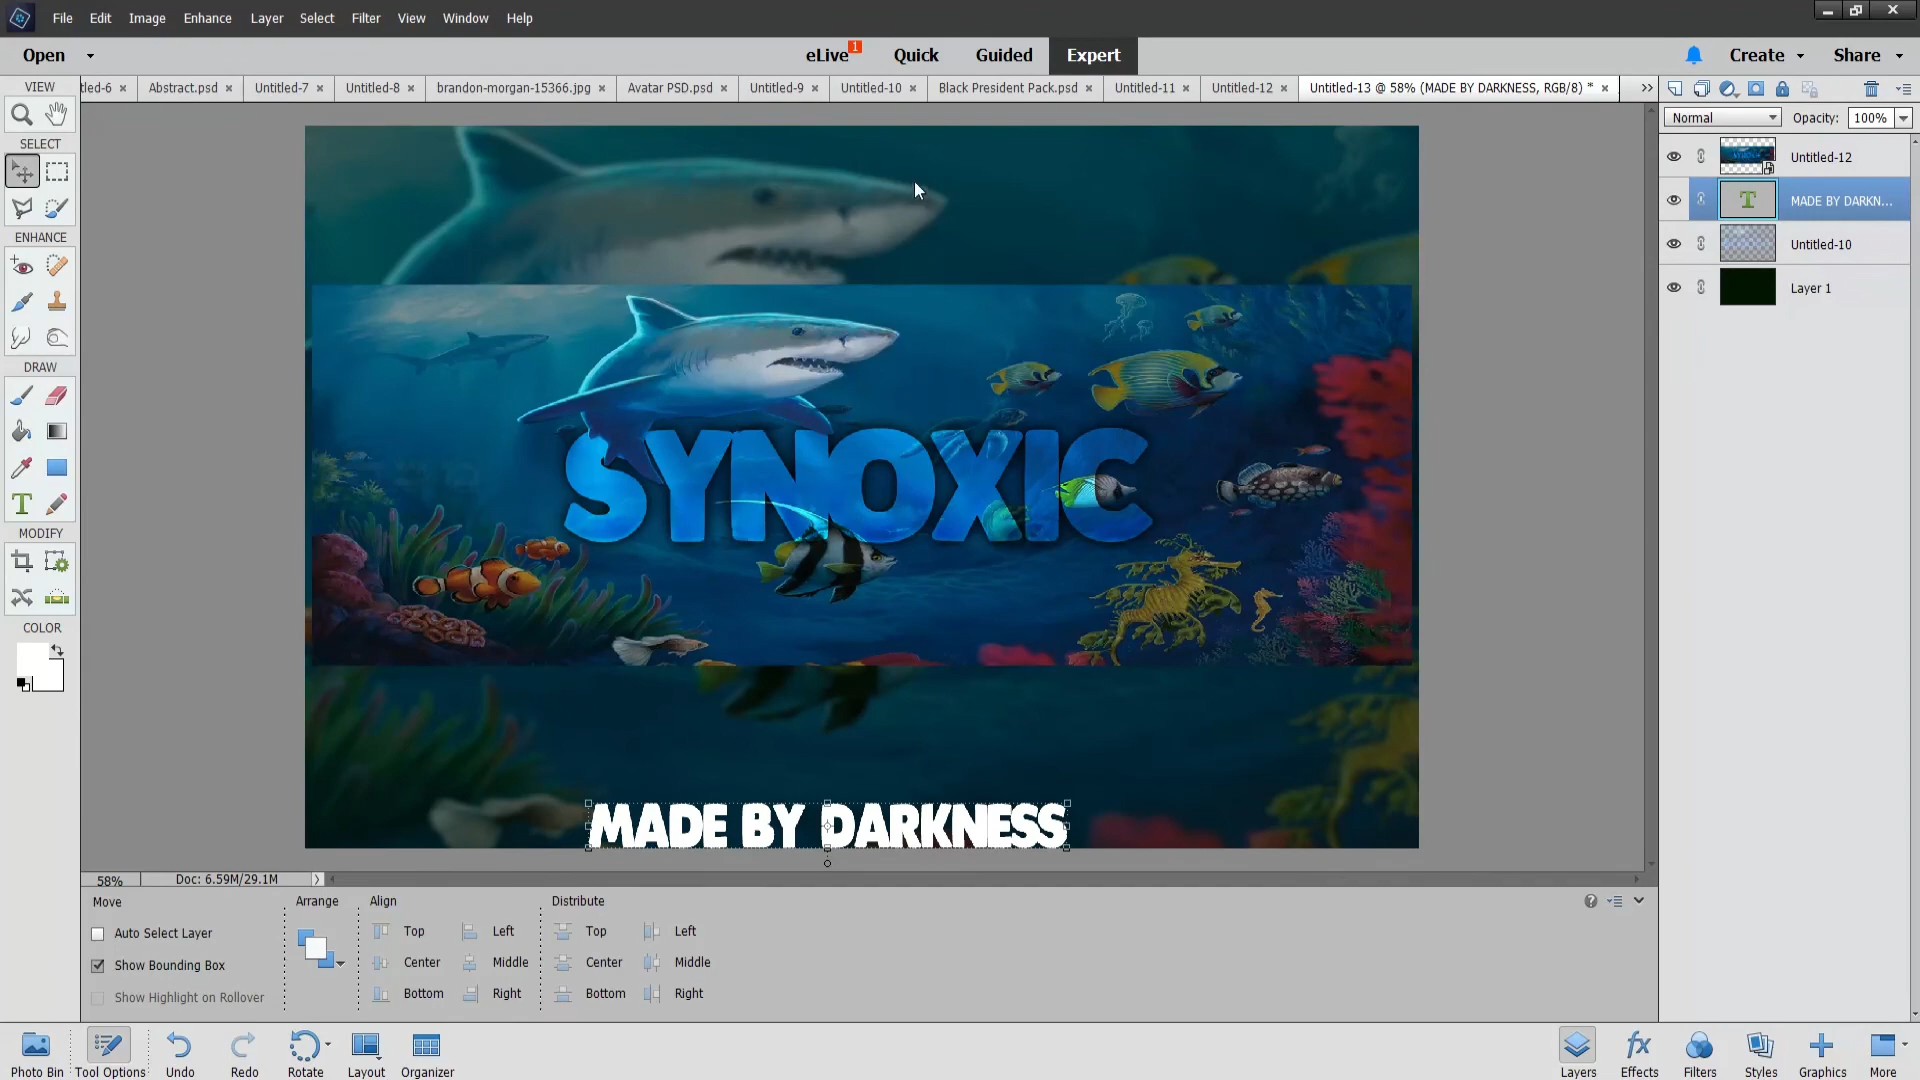 File Edit Image Enhance Layer Select Filter View Window Help
Open eLive 1 Quick Guided Expert Create Share
VIEW
tled-6 Abstract.psd Untitled-7 Untitled-8 brandon-morgan-15366.jpg Avatar PSD.psd Untitled-9 Untitled-10 Black President Pack.psd Untitled-11 Untitled-12 Untitled-13 @ 58% (MADE BY DARKNESS, RGB/8) *
Normal Opacity: 100%
SELECT
Untitled-12
MADE BY DARKN...
ENHANCE
Untitled-10
Layer 1
DRAW
SYNOXIC
MODIFY
COLOR
MADE BY DARKNESS
58% Doc: 6.59M/29.1M
Move Arrange Align Distribute
Auto Select Layer Top Left Top Left
Show Bounding Box Center Middle Center Middle
Show Highlight on Rollover Bottom Right Bottom Right
Photo Bin Tool Options Undo Redo Rotate Layout Organizer Layers Effects Filters Styles Graphics More